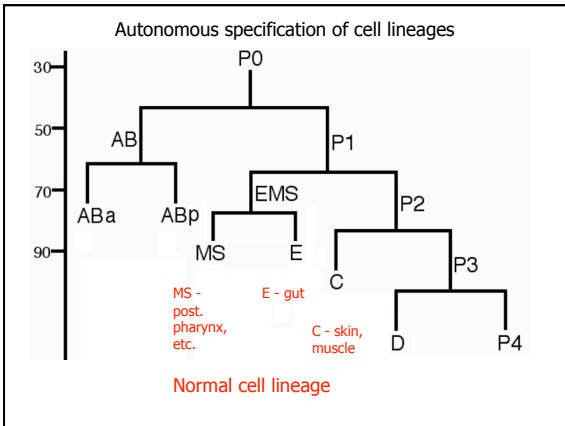 Autonomous specification of cell lineages
P0
30
50
AB
P1
70
EMS
ABa
ABp
P2
90
MS
E
C
P3
MS -
post.
pharynx,
etc.
E - gut
C - skin,
muscle
D
P4
Normal cell lineage